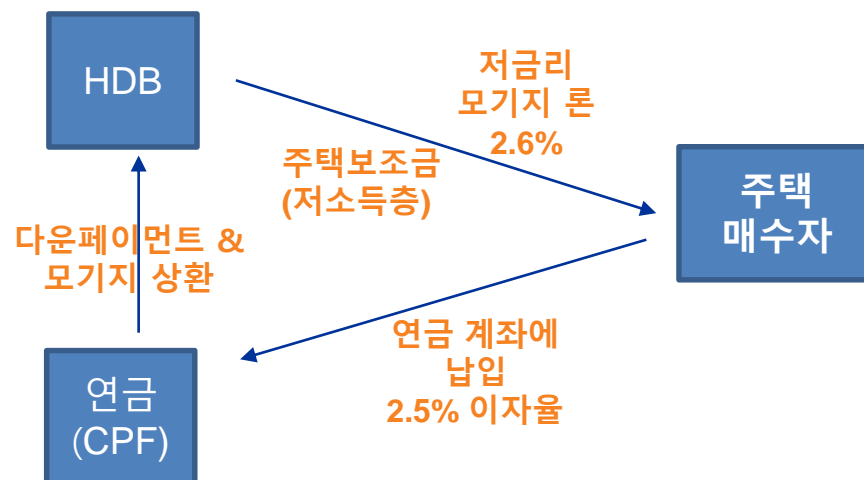 HDB
저금리
모기지 론
2.6%
주택보조금
(저소득층)
주택
매수자
다운페이먼트 &
모기지 상환
연금 계좌에
납입
2.5% 이자율
연금
(CPF)